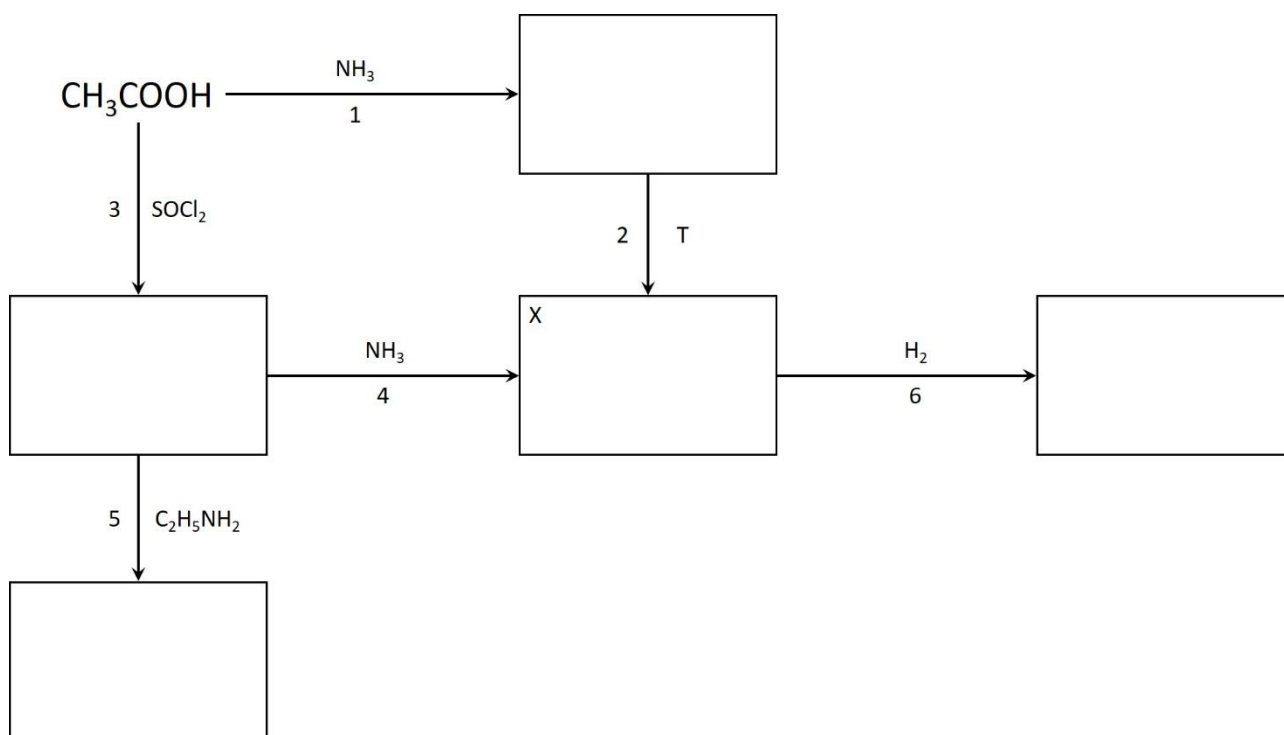 NH₃
CH₃COOH
1
3 SOCl₂
2 T
X
NH₃
H₂
4
6
5 C₂H₅NH₂